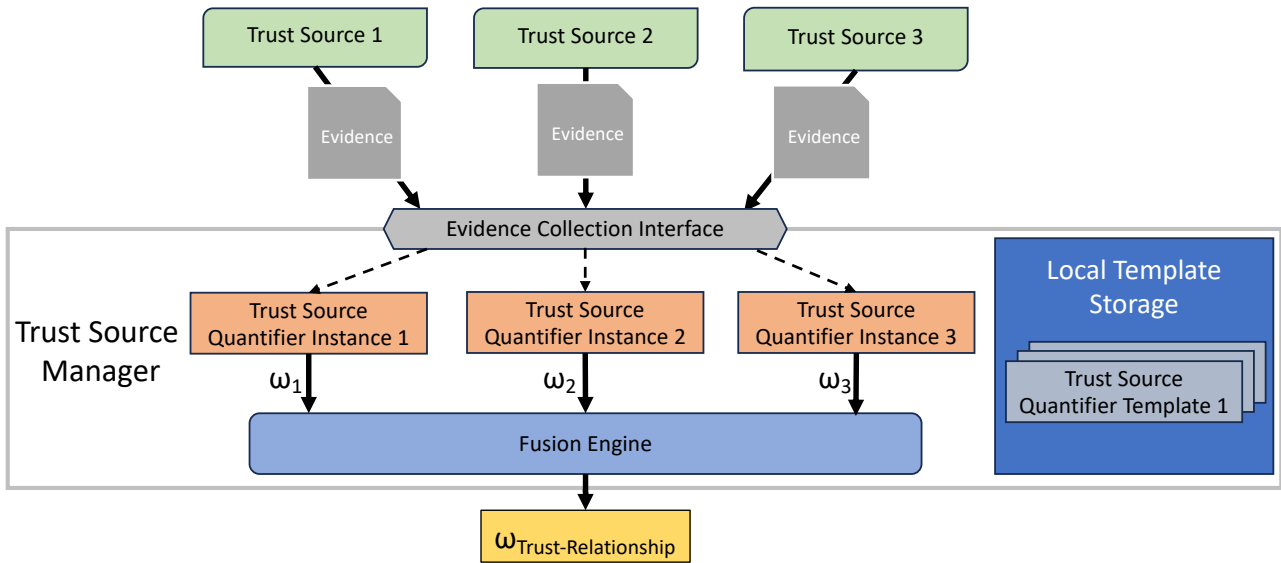 Trust Source 1
Trust Source 2
Trust Source 3
Evidence
Evidence
Evidence
Evidence Collection Interface
Trust Source
Manager
Trust Source
Quantifier Instance 1
Trust Source
Quantifier Instance 2
Trust Source
Quantifier Instance 3
Local Template
Storage
Trust Source
Quantifier Template 1
ω₁
ω₂
ω₃
Fusion Engine
ωTrust-Relationship